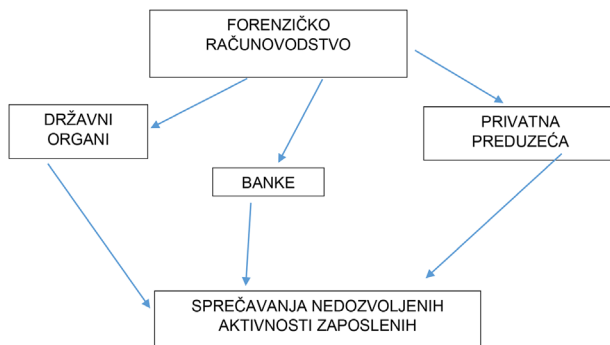 FORENZIČKO
RAČUNOVODSTVO
DRŽAVNI
ORGANI
PRIVATNA
PREDUZEĆA
BANKE
SPREČAVANJA NEDOZVOLJENIH
AKTIVNOSTI ZAPOSLENIH